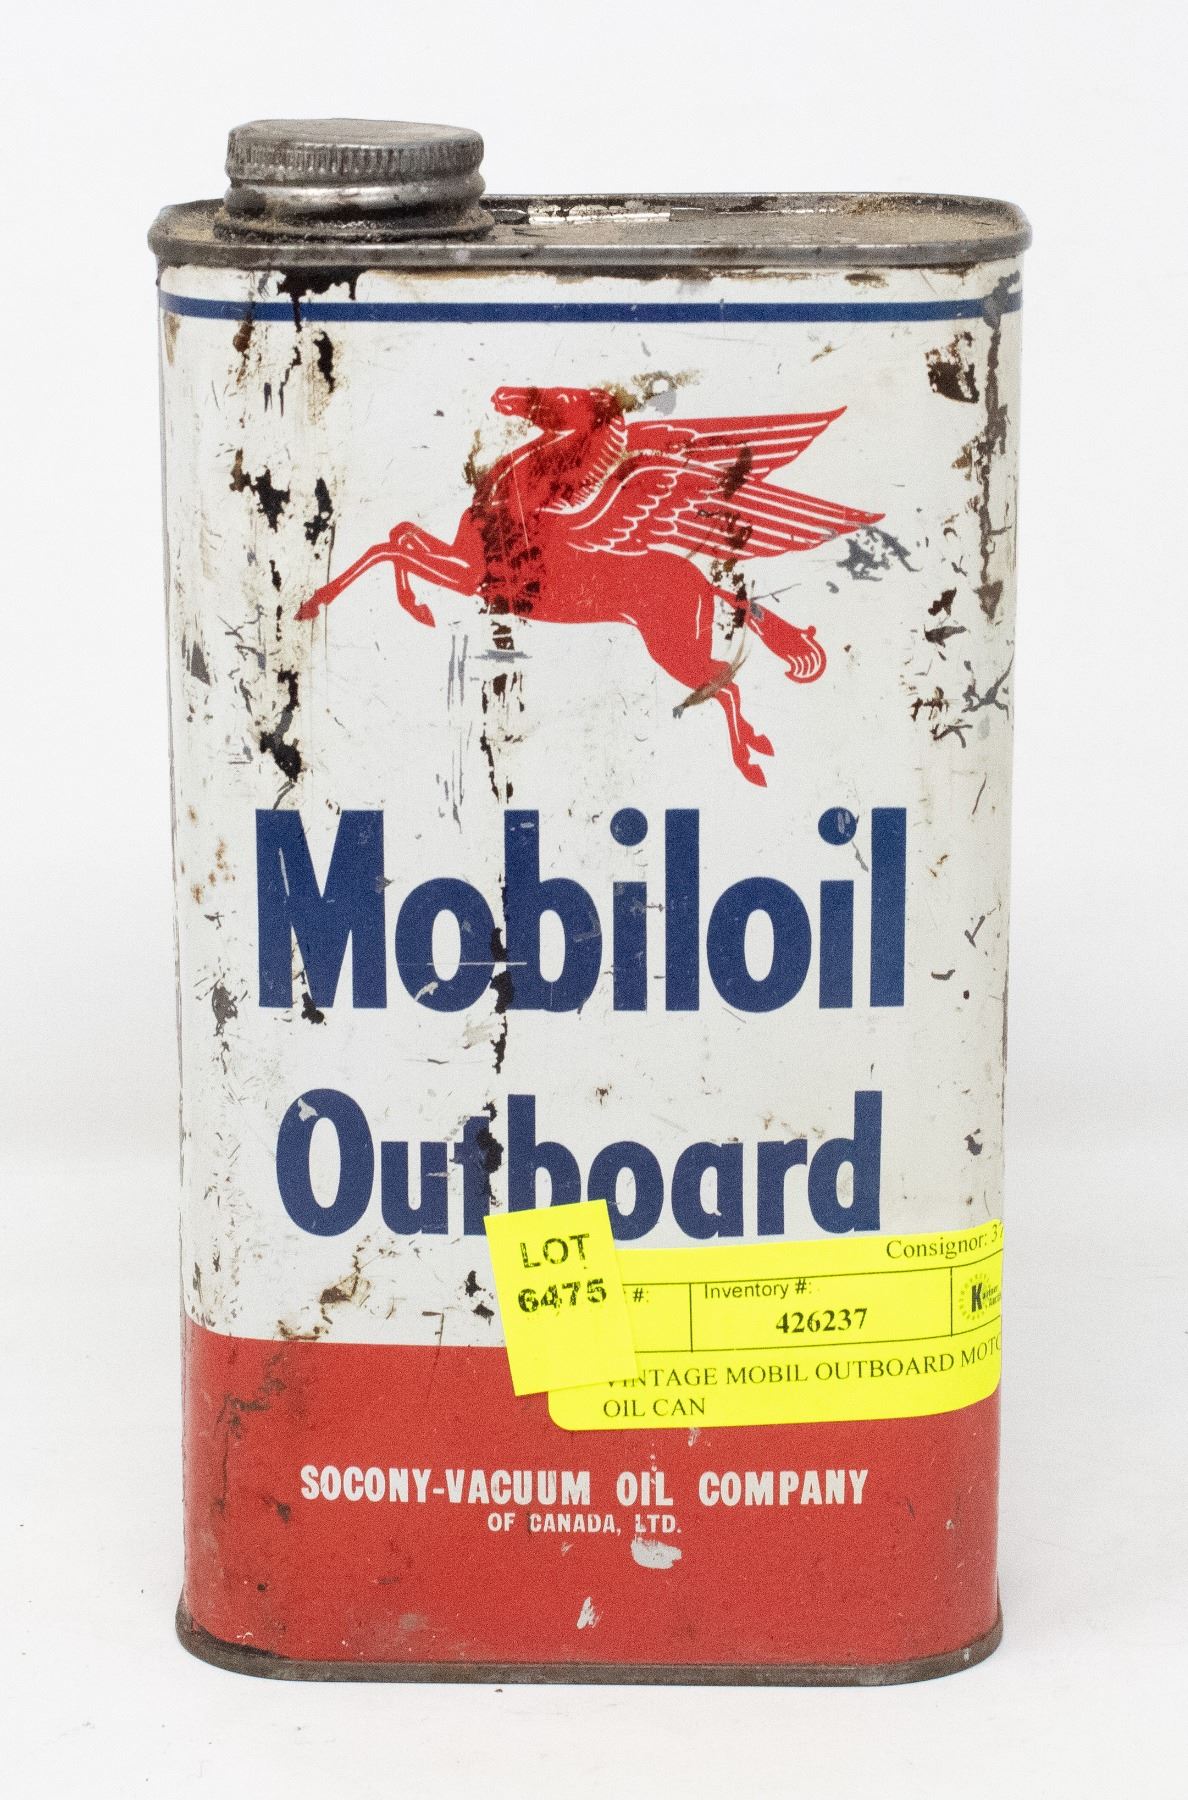 Mobiloil
Outboard
LOT
6475
Consignor: 37
#:
Inventory #:
426237
VINTAGE MOBIL OUTBOARD MOTO
OIL CAN
SOCONY-VACUUM OIL COMPANY
OF CANADA, LTD.